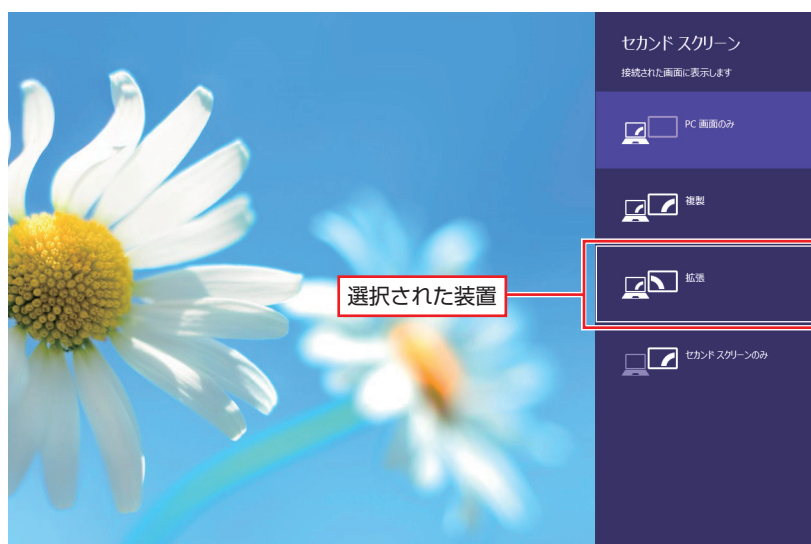 セカンド スクリーン
接続された画面に表示します
PC 画面のみ
複製
選択された装置
拡張
セカンド スクリーンのみ